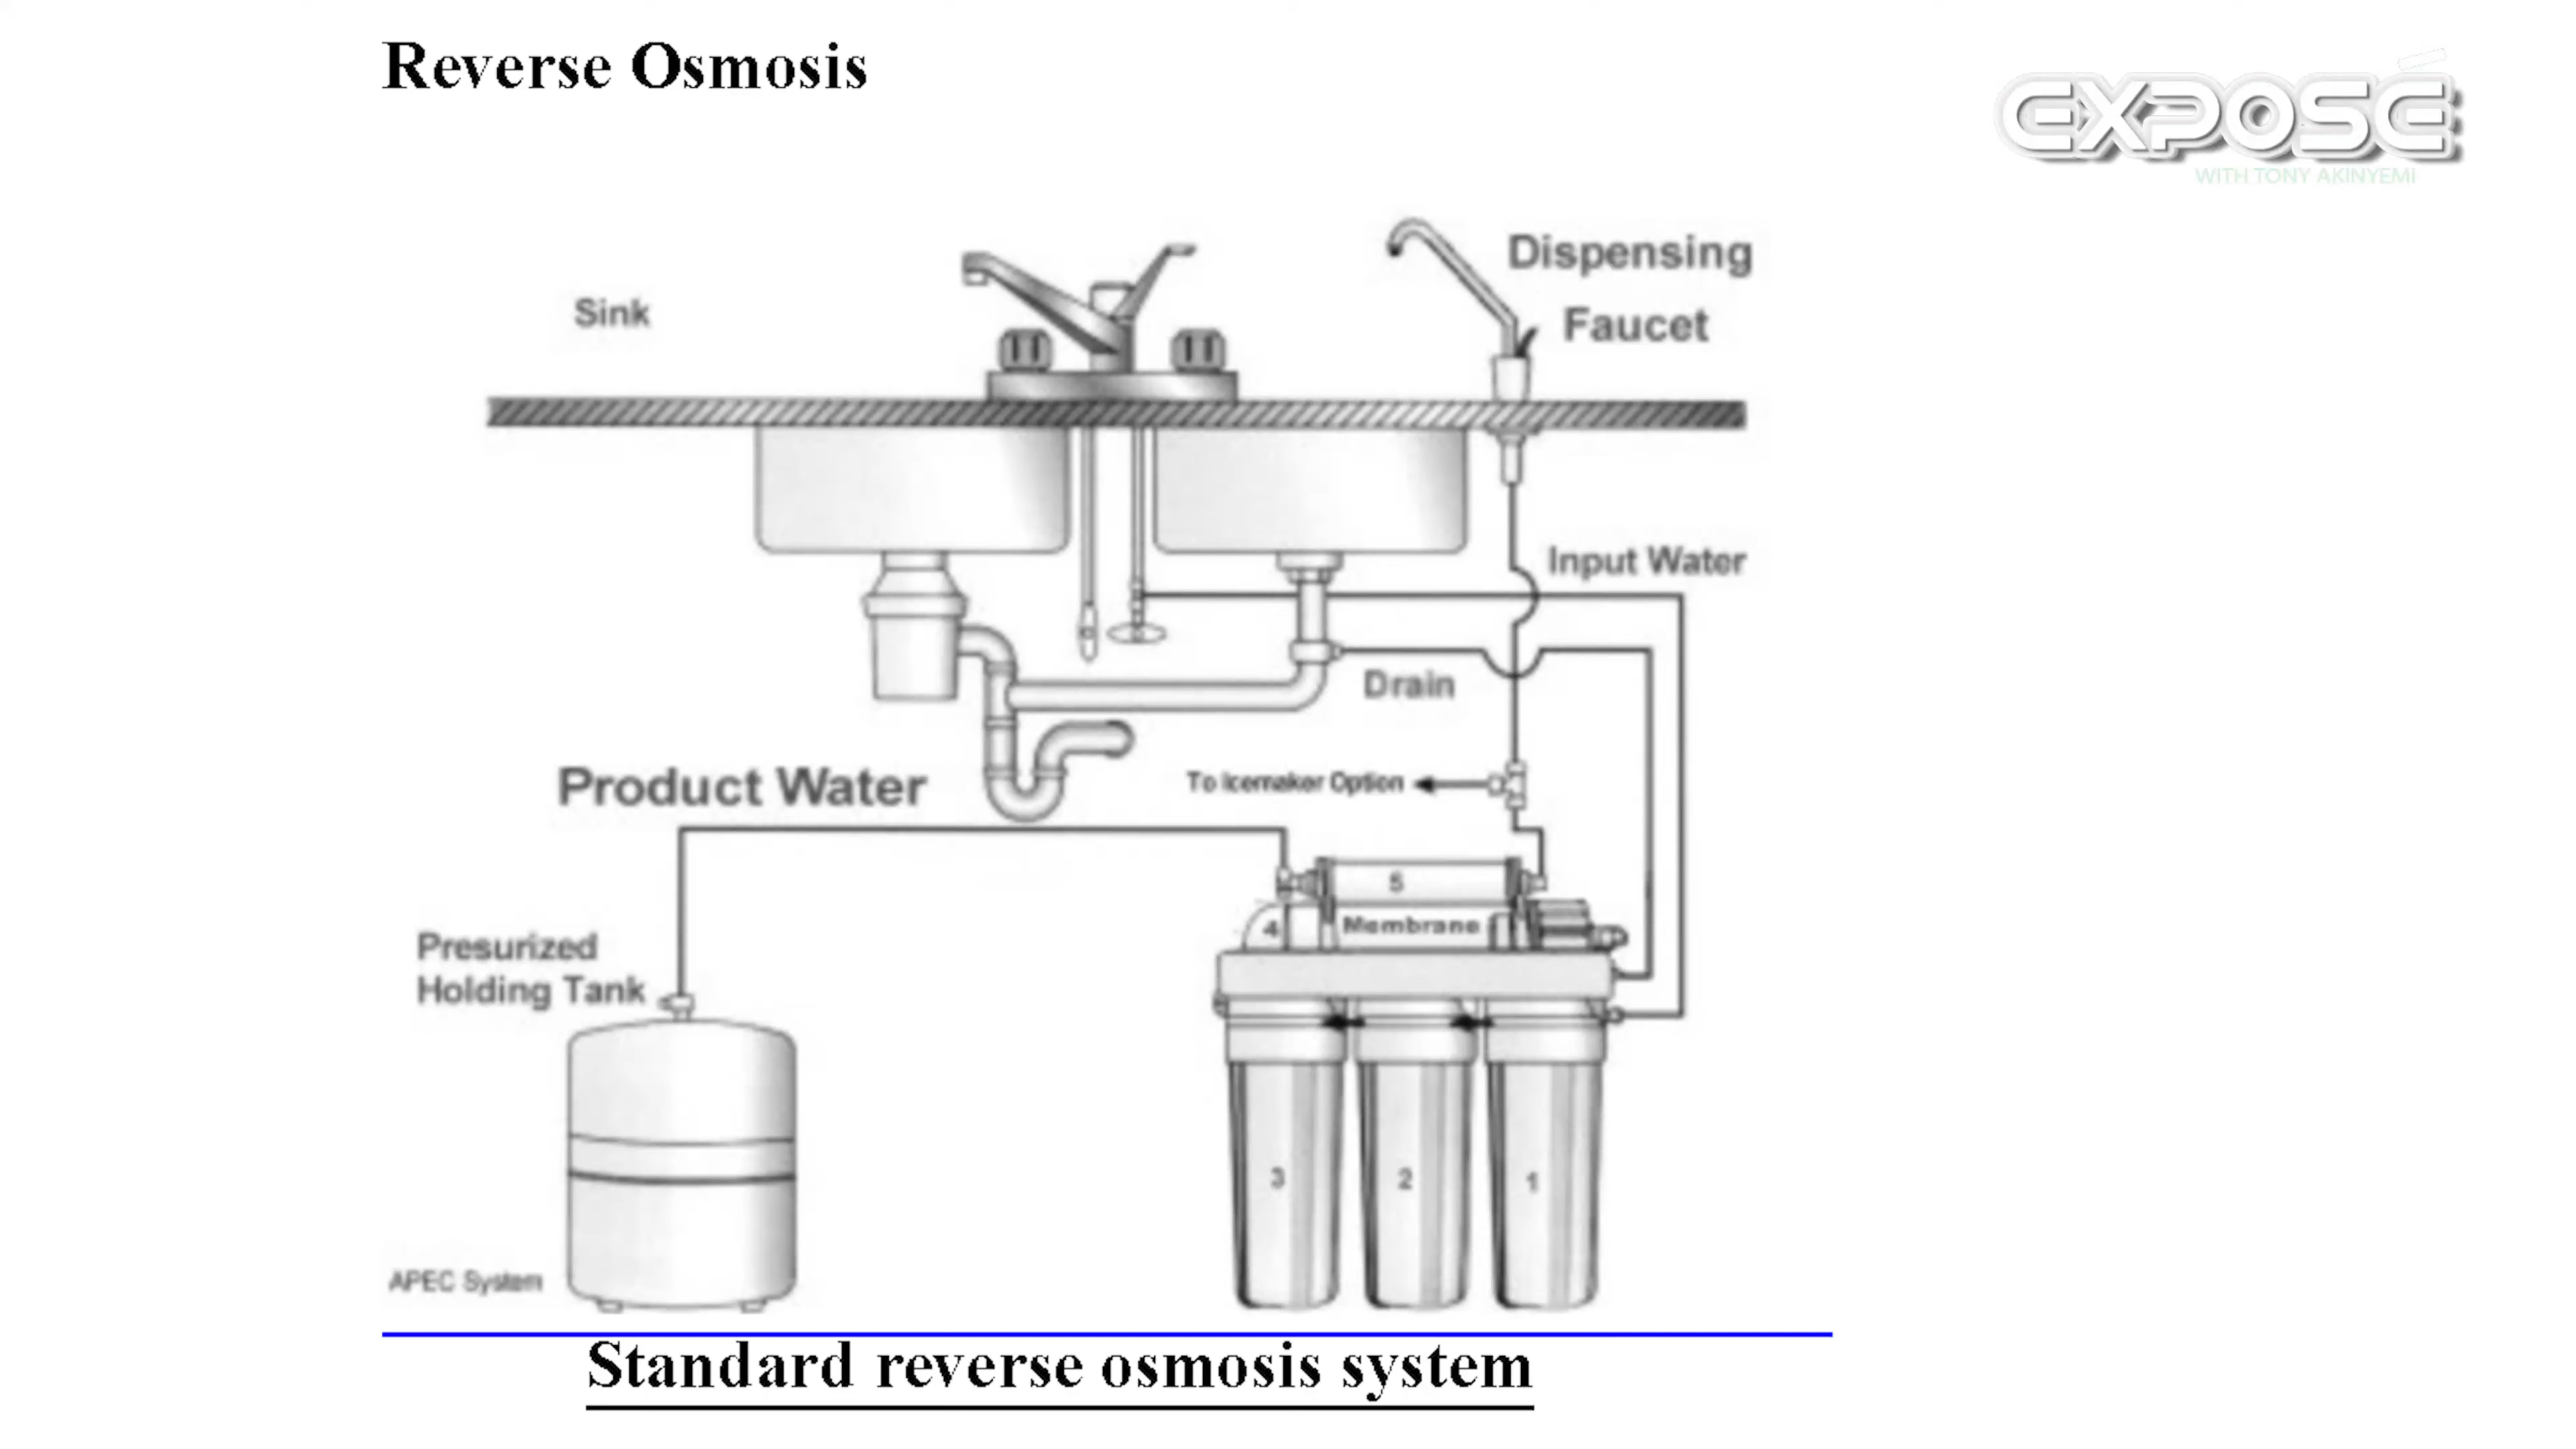 Reverse Osmosis
EXPOSÉ
WITH TONY AKINYEMI
Dispensing
Faucet
Sink
Input Water
Drain
Product Water
To Icemaker Option
5
4
Membrane
Presurized
Holding Tank
3
2
1
APEC System
Standard reverse osmosis system